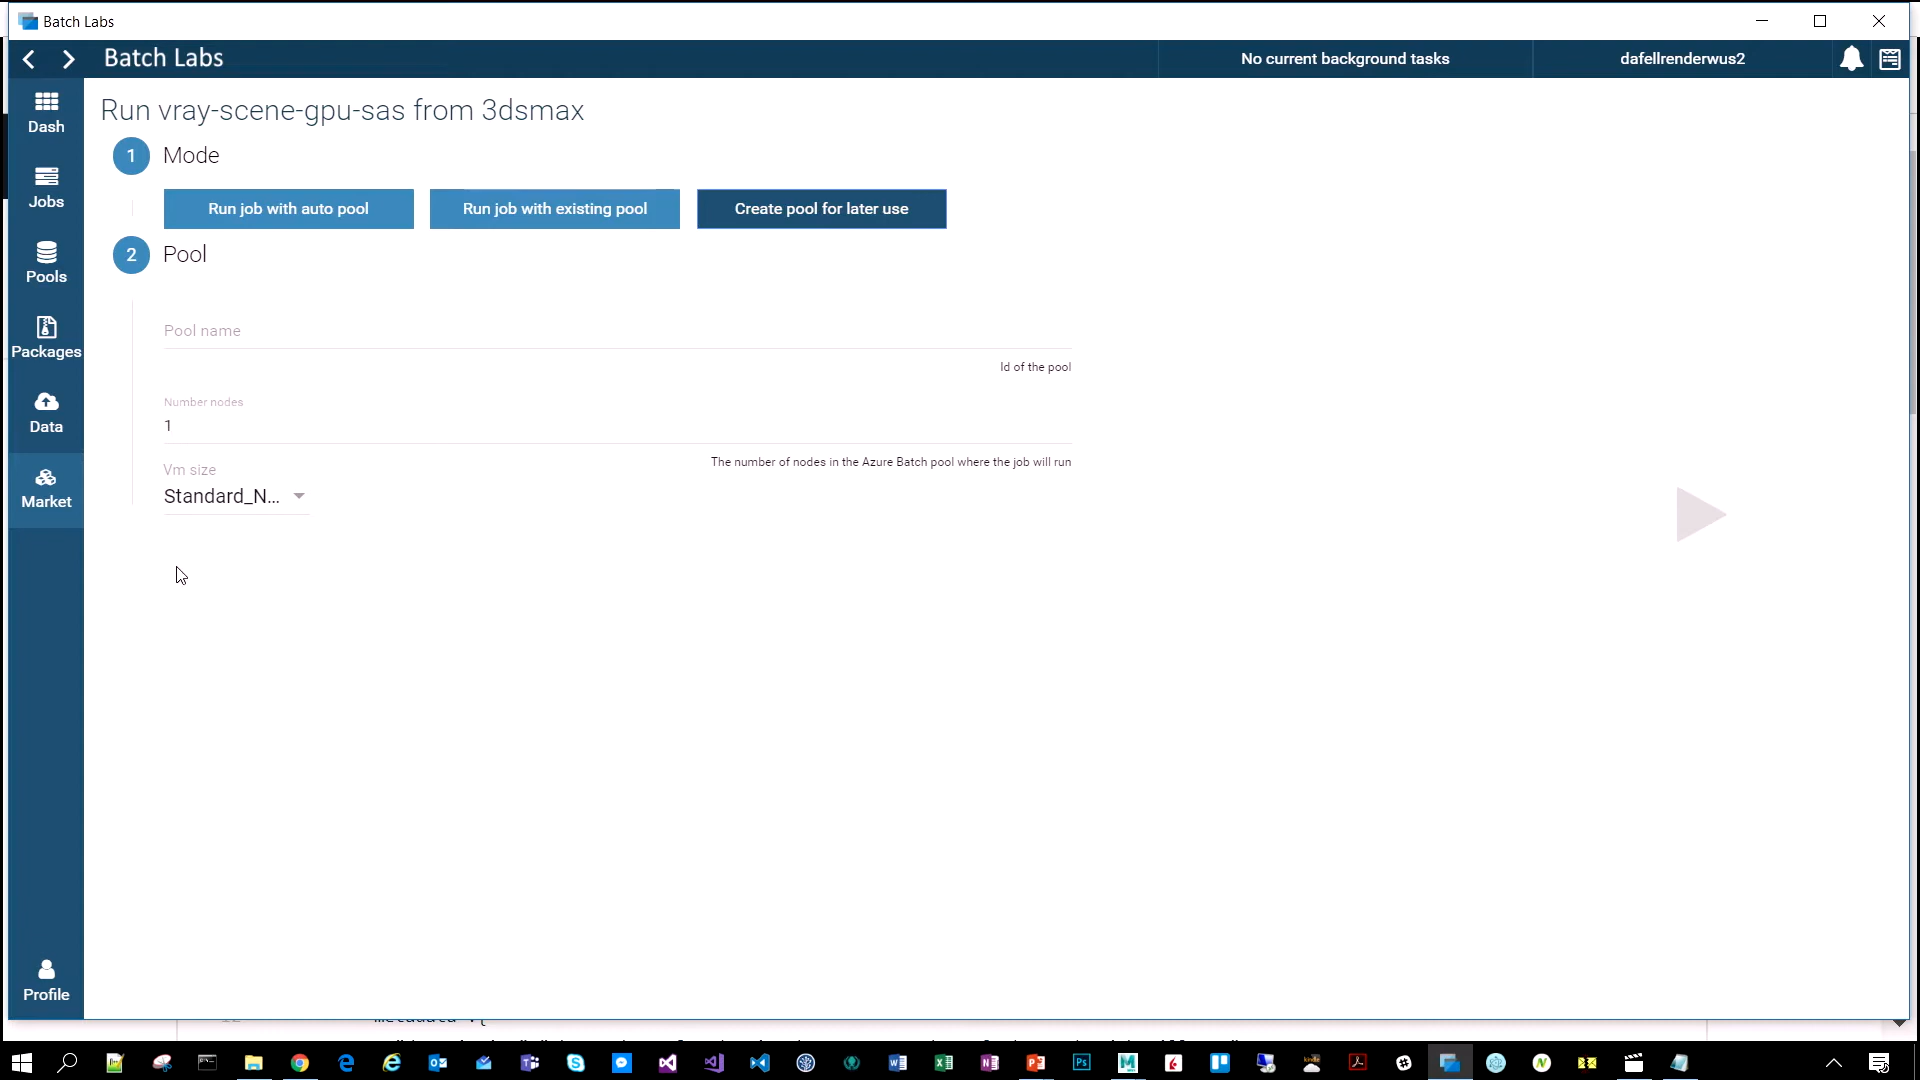 Batch Labs
Batch Labs
No current background tasks
dafellrenderwus2
Dash
Jobs
Pools
Packages
Data
Market
Profile
Run vray-scene-gpu-sas from 3dsmax
1 Mode
Run job with auto pool
Run job with existing pool
Create pool for later use
2 Pool
Pool name
Id of the pool
Number nodes
1
The number of nodes in the Azure Batch pool where the job will run
Vm size
Standard_N...